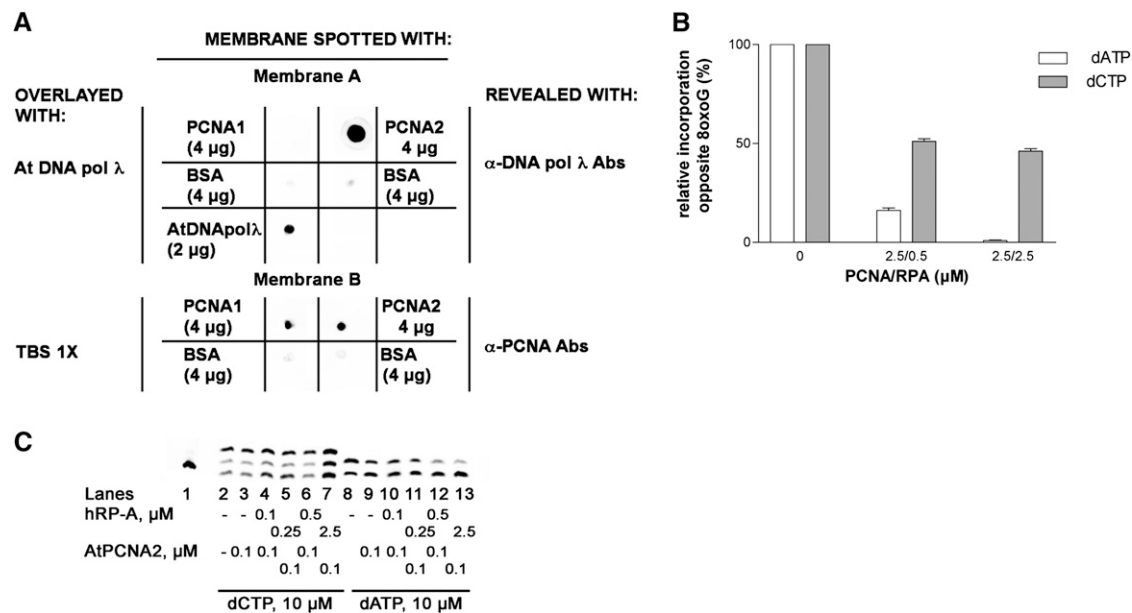 A
MEMBRANE SPOTTED WITH:
Membrane A
OVERLAYED WITH:
REVEALED WITH:
PCNA1 (4 µg)
PCNA2 4 µg
At DNA pol λ
α-DNA pol λ Abs
BSA (4 µg)
BSA (4 µg)
AtDNApolλ (2 µg)
Membrane B
PCNA1 (4 µg)
PCNA2 4 µg
TBS 1X
α-PCNA Abs
BSA (4 µg)
BSA (4 µg)
B
relative incorporation opposite 8oxoG (%)
100
50
0
dATP
dCTP
0 2.5/0.5 2.5/2.5
PCNA/RPA (µM)
C
Lanes 1 2 3 4 5 6 7 8 9 10 11 12 13
hRP-A, µM - - 0.1 0.5 - - 0.1 0.5
0.25 2.5 0.25 2.5
AtPCNA2, µM - 0.1 0.1 0.1 0.1 0.1 0.1
0.1 0.1 0.1 0.1
dCTP, 10 µM dATP, 10 µM